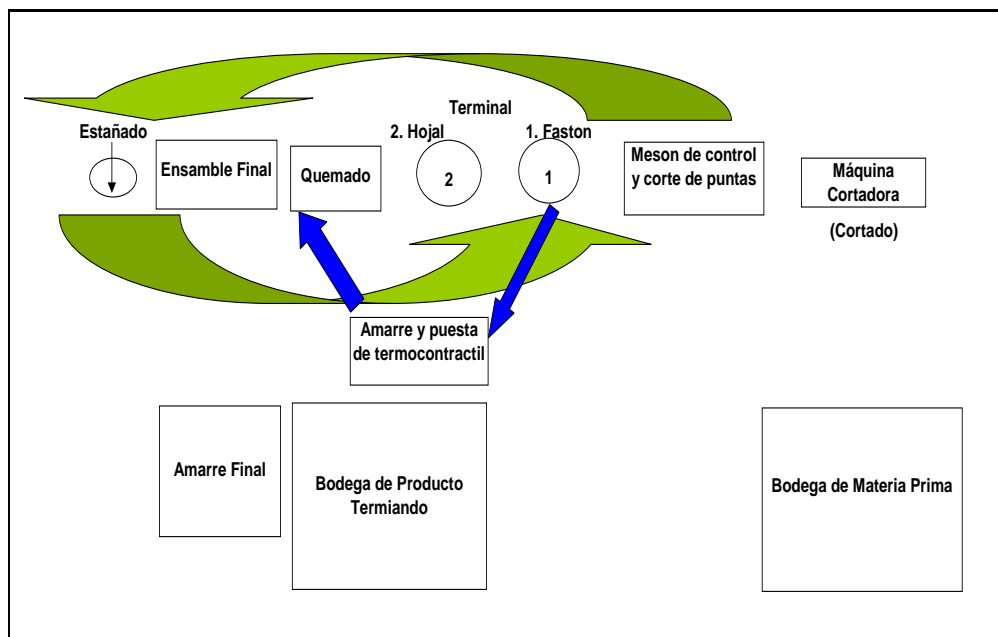 Terminal
Estañado
2. Hojal
1. Faston
Ensamble Final
Quemado
2
1
Meson de control
y corte de puntas
Máquina
Cortadora
(Cortado)
Amarre y puesta
de termocontractil
Amarre Final
Bodega de Producto
Termiando
Bodega de Materia Prima